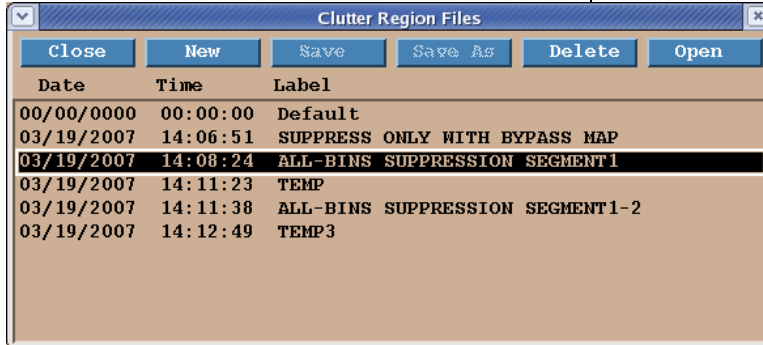 Clutter Region Files
Close New Save Save As Delete Open
Date Time Label
00/00/0000 00:00:00 Default
03/19/2007 14:06:51 SUPPRESS ONLY WITH BYPASS MAP
03/19/2007 14:08:24 ALL-BINS SUPPRESSION SEGMENT1
03/19/2007 14:11:23 TEMP
03/19/2007 14:11:38 ALL-BINS SUPPRESSION SEGMENT1-2
03/19/2007 14:12:49 TEMP3